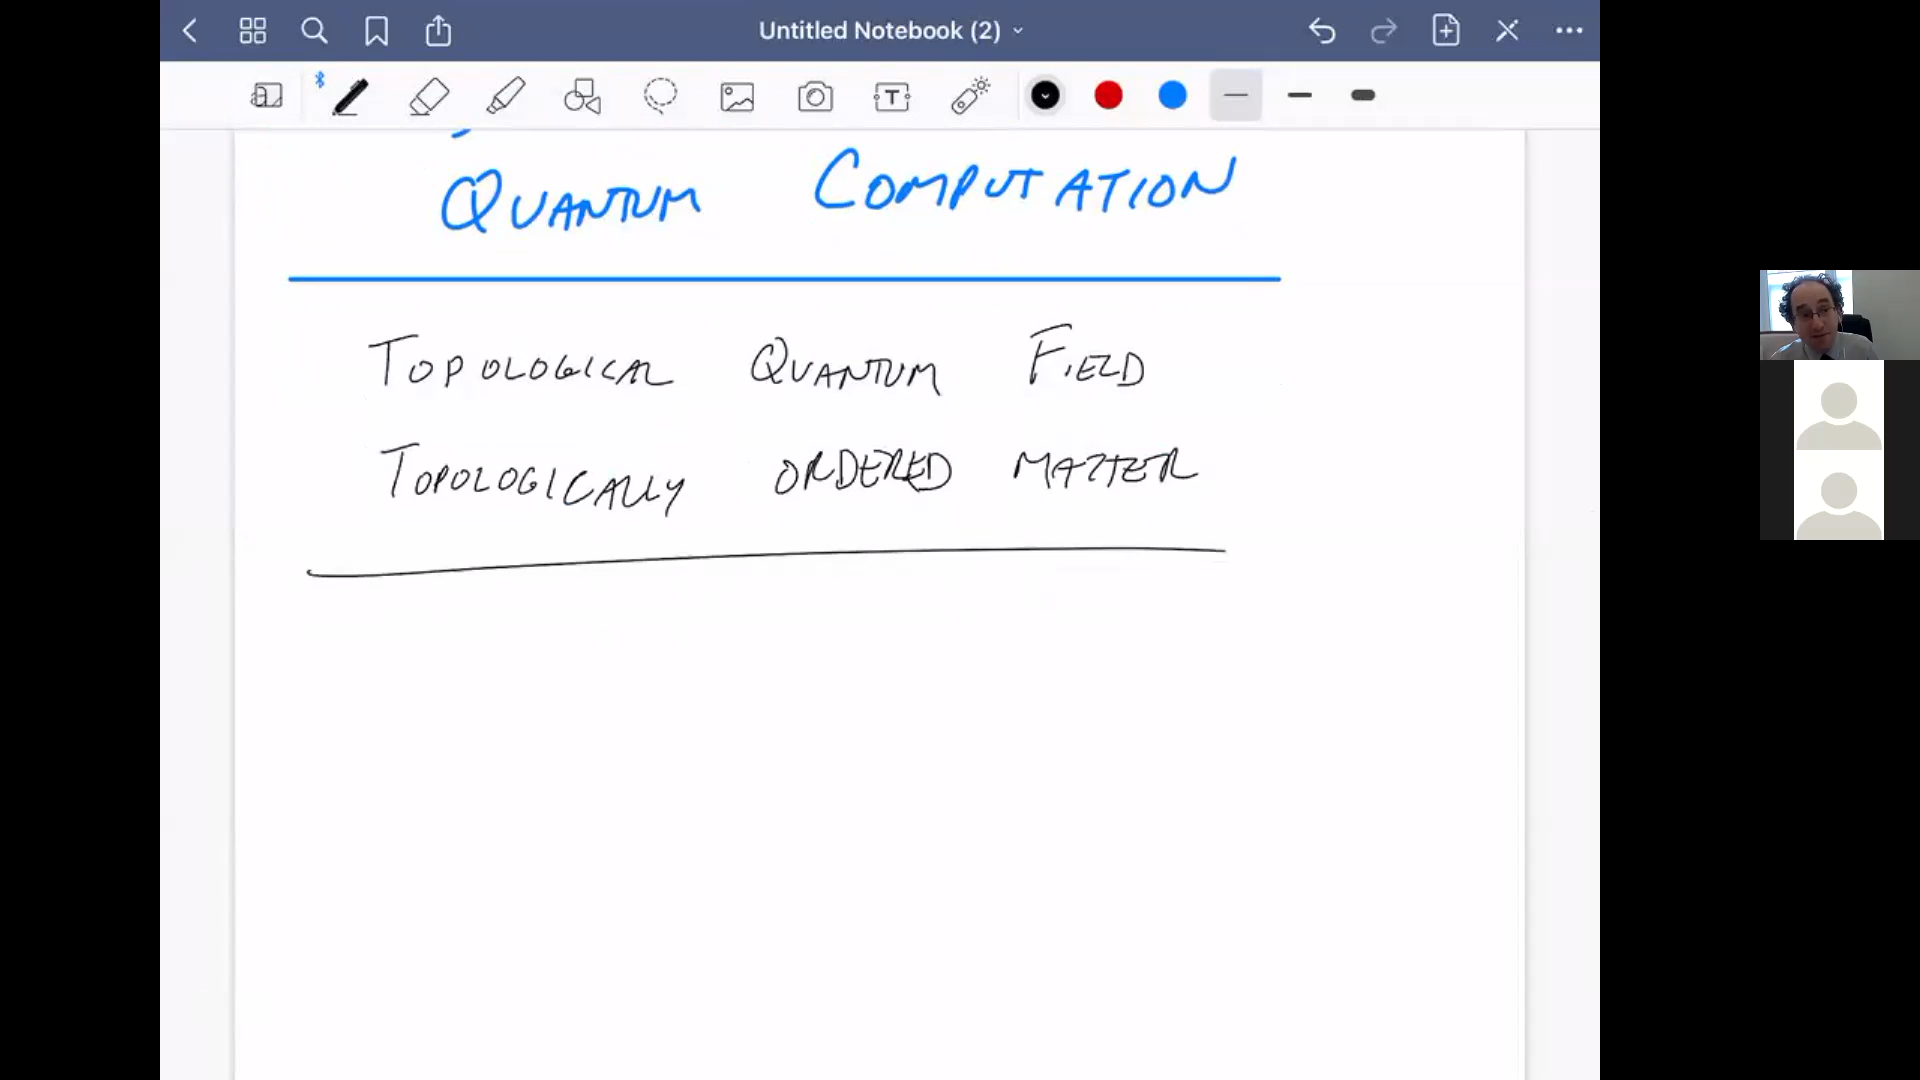 Untitled Notebook (2)
QUANTUM COMPUTATION
TOPOLOGICAL QUANTUM FIELD
TOPOLOGICALLY ORDERED MATTER